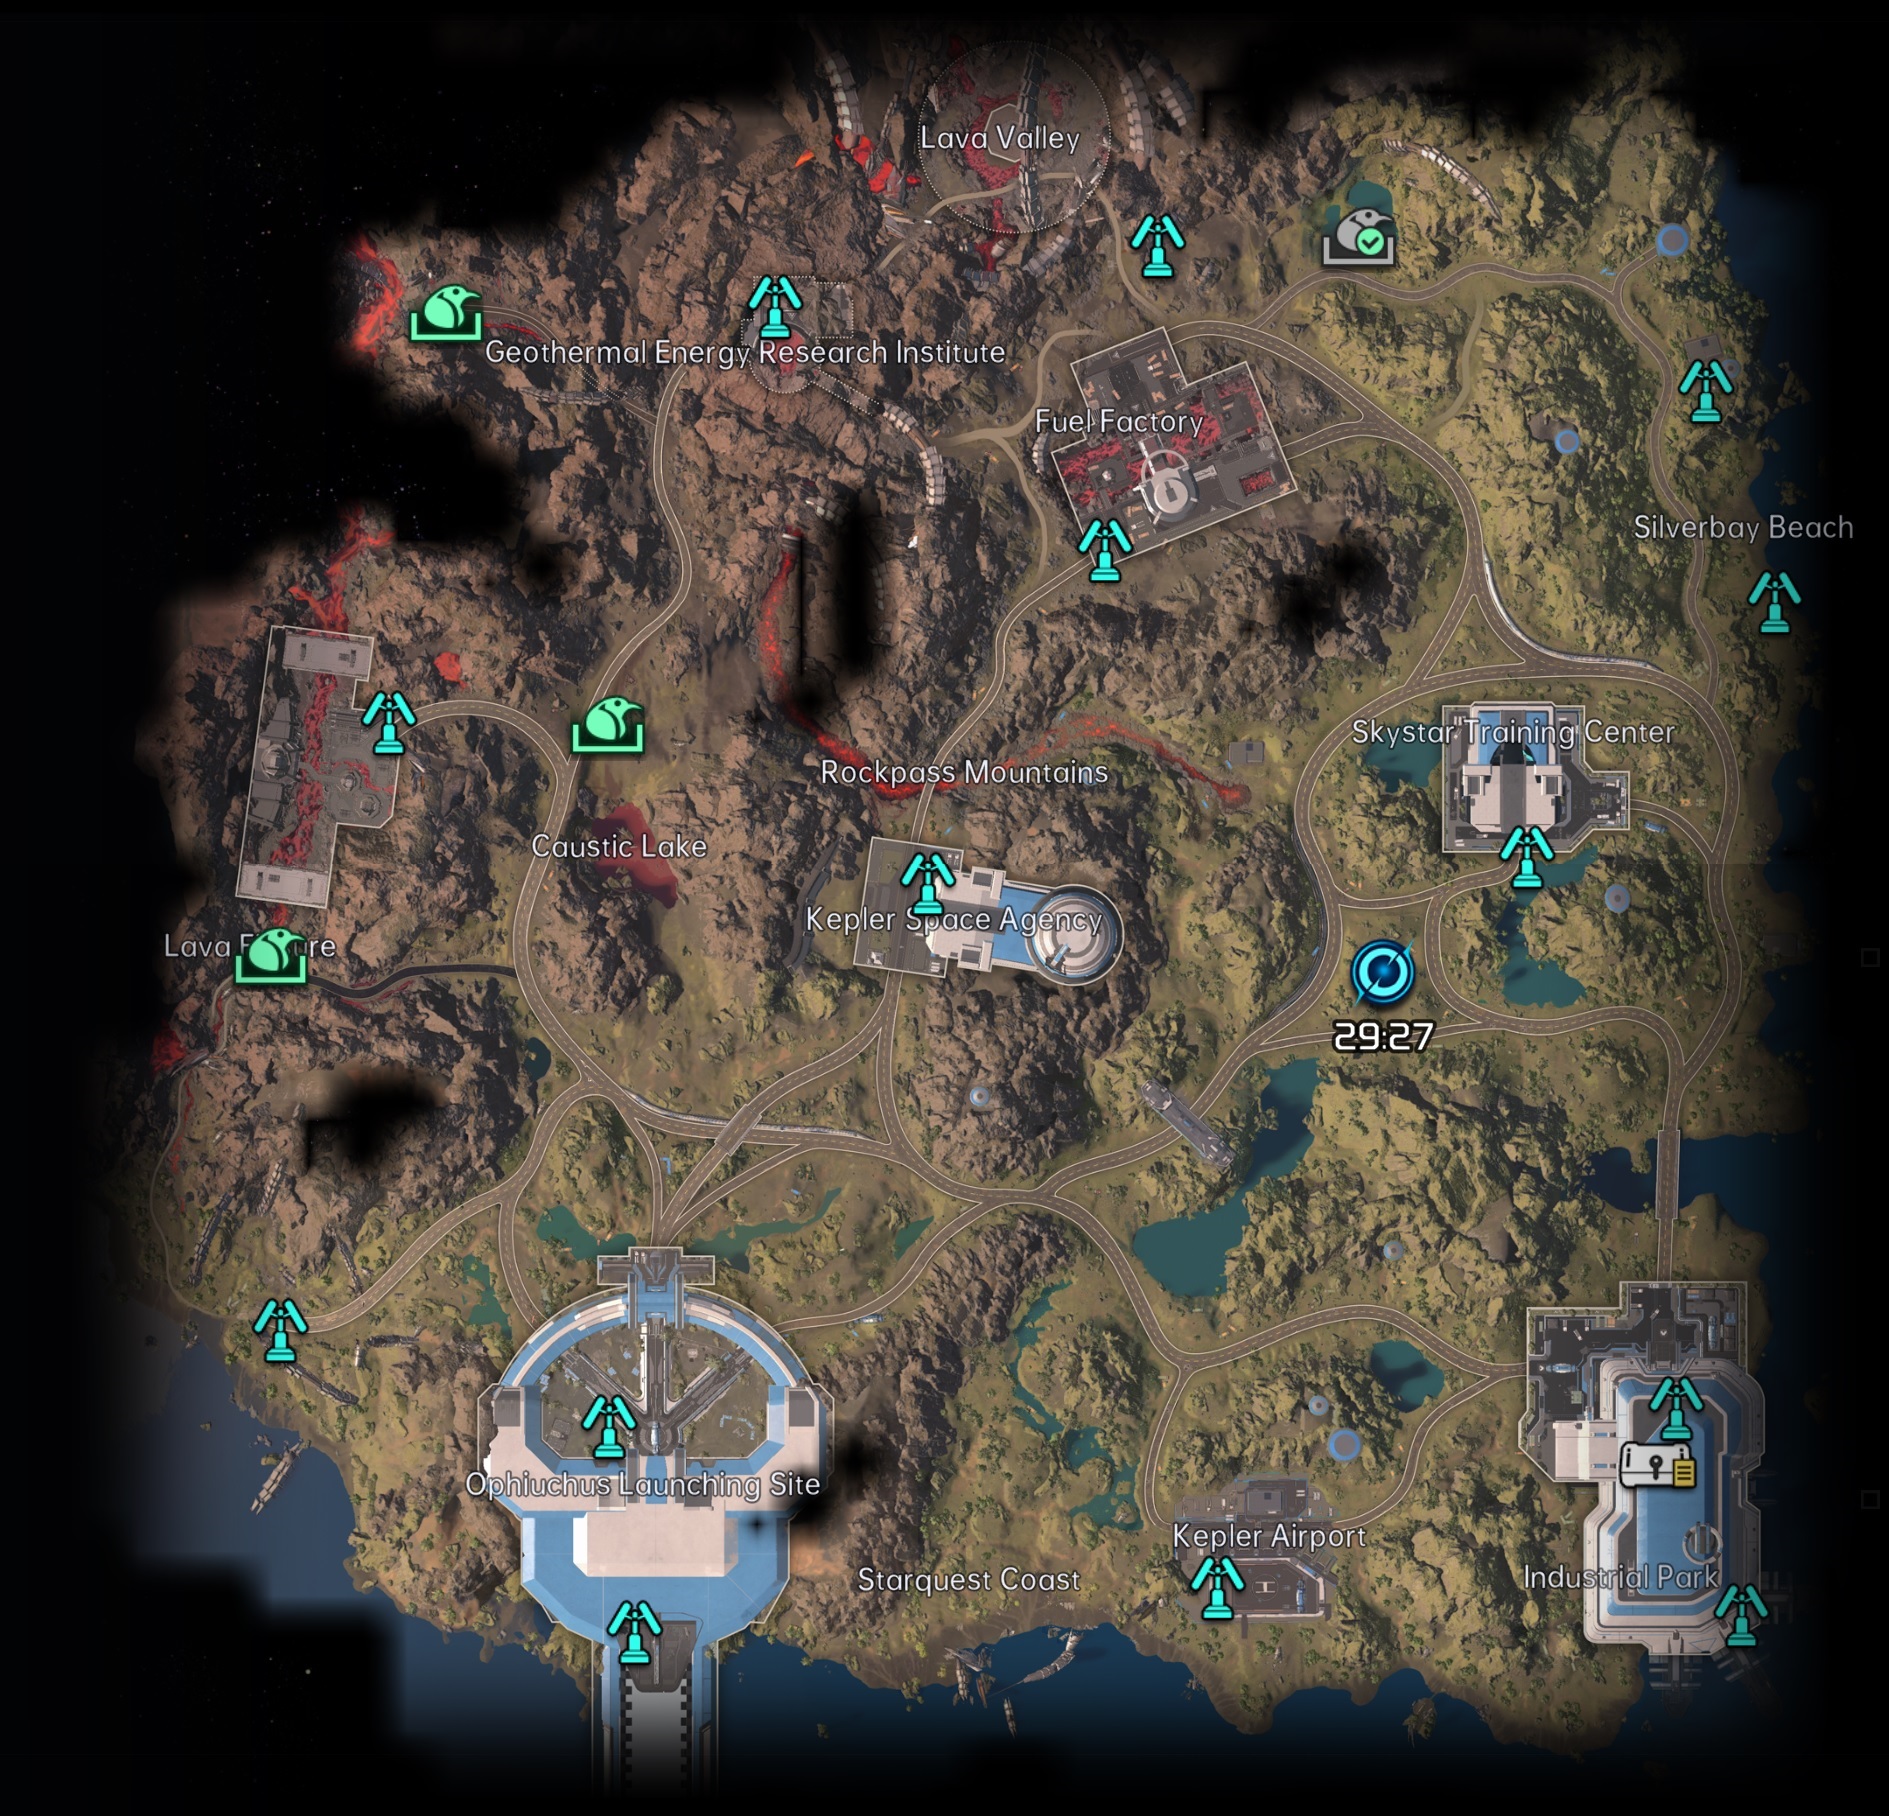 Lava Valley
Geothermal Energy Research Institute
Fuel Factory
Silverbay Beach
Skystar Training Center
Rockpass Mountains
Caustic Lake
Kepler Space Agency
Lava F
ure
29:27
Ophiuchus Launching Site
Kepler Airport
Starquest Coast
Industrial Park